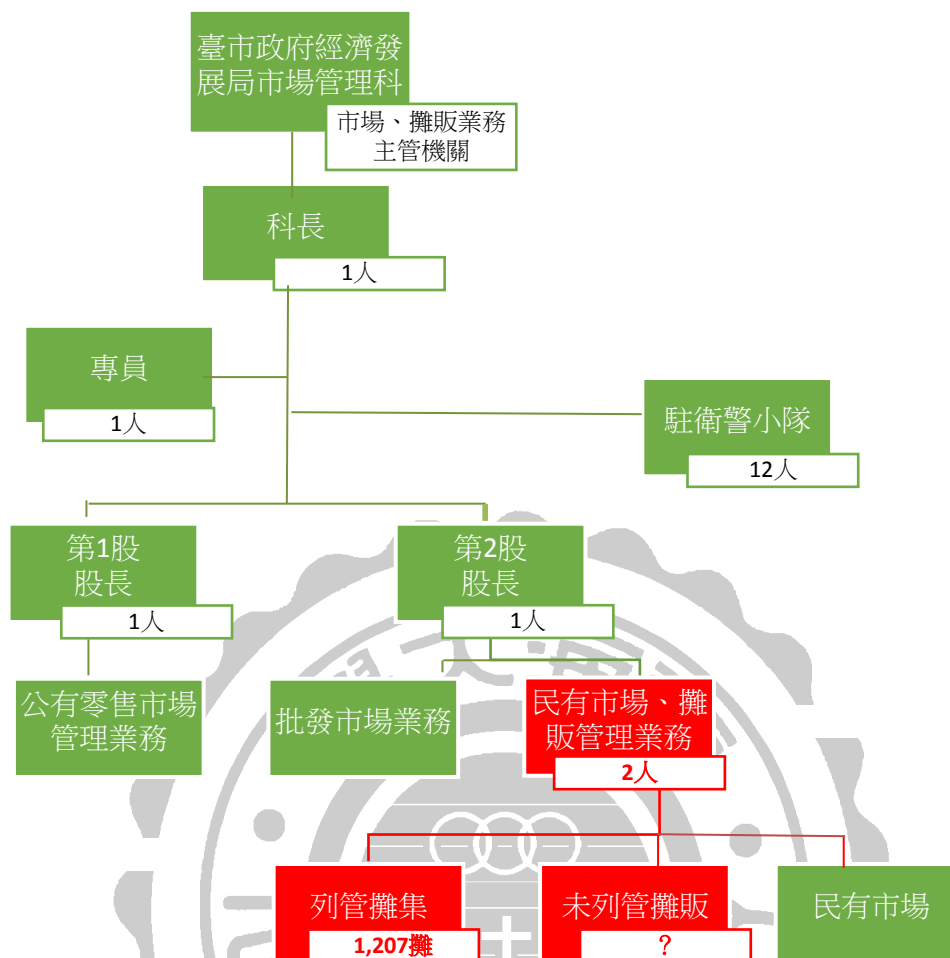 臺市政府經濟發
展局市場管理科
市場、攤販業務
主管機關
科長
1人
專員
1人
駐衛警小隊
12人
第1股
股長
1人
第2股
股長
1人
公有零售市場
管理業務
批發市場業務
民有市場、攤
販管理業務
2人
列管攤集
1,207攤
未列管攤販
?
民有市場